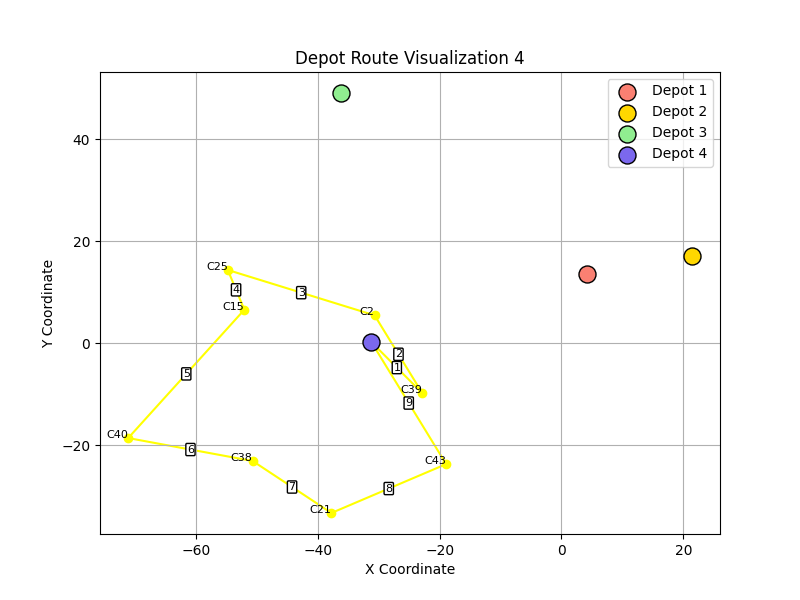 Depot Route Visualization 4
Depot 1
Depot 2
Depot 3
Depot 4
Y Coordinate
40
20
0
−20
C25
4
3
C15
C2
2
1
5
C39
9
C40
6
C38
C43
7
8
C21
−60
−40
−20
0
20
X Coordinate